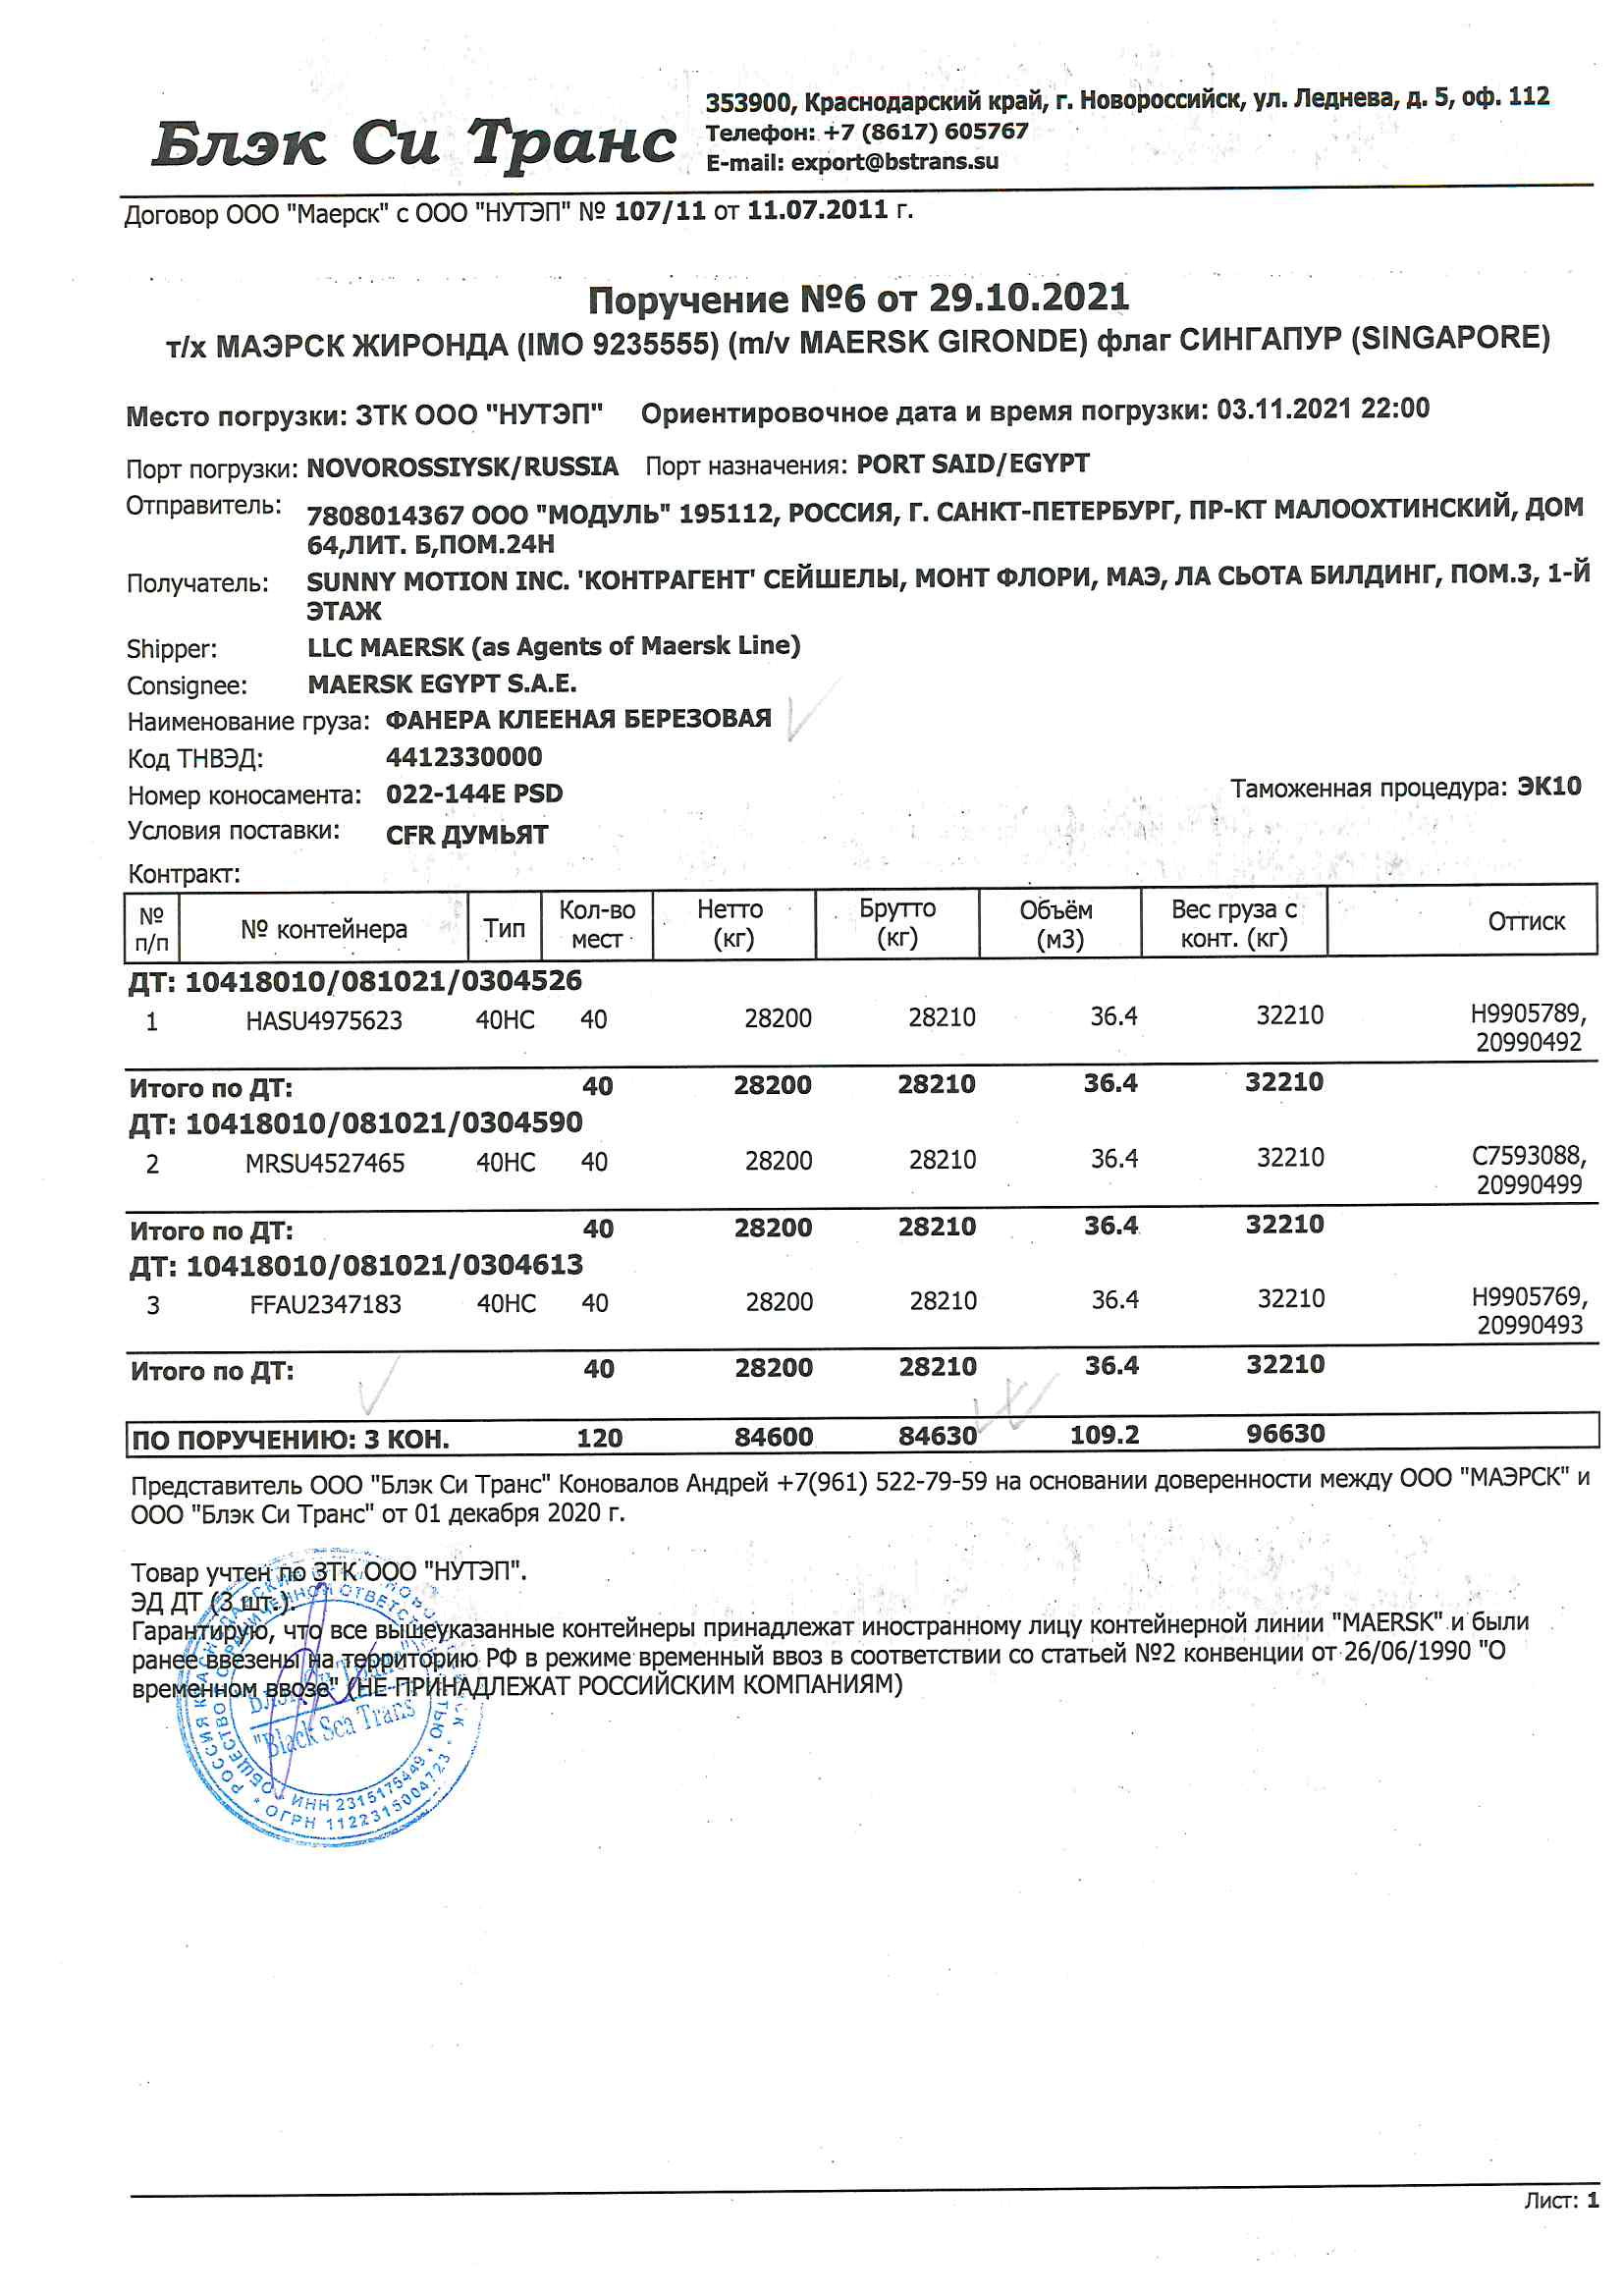 Блэк Си Транс
353900, Краснодарский край, г. Новороссийск, ул. Леднева, д. 5, оф. 112
Телефон: +7 (8617) 605767
E-mail: export@bstrans.su
Договор ООО "Маерск" с ООО "НУТЭП" № 107/11 от 11.07.2011 г.
Поручение №6 от 29.10.2021
т/х МАЭРСК ЖИРОНДА (IMO 9235555) (m/v MAERSK GIRONDE) флаг СИНГАПУР (SINGAPORE)
Место погрузки: ЗТК ООО "НУТЭП" Ориентировочное дата и время погрузки: 03.11.2021 22:00
Порт погрузки: NOVOROSSIYSK/RUSSIA Порт назначения: PORT SAID/EGYPT
Отправитель: 7808014367 ООО "МОДУЛЬ" 195112, РОССИЯ, Г. САНКТ-ПЕТЕРБУРГ, ПР-КТ МАЛООХТИНСКИЙ, ДОМ
64,ЛИТ. Б,ПОМ.24Н
Получатель: SUNNY MOTION INC. 'КОНТРАГЕНТ' СЕЙШЕЛЫ, МОНТ ФЛОРИ, МАЭ, ЛА СЬОТА БИЛДИНГ, ПОМ.3, 1-Й
ЭТАЖ
Shipper: LLC MAERSK (as Agents of Maersk Line)
Consignee: MAERSK EGYPT S.A.E.
Наименование груза: ФАНЕРА КЛЕЕНАЯ БЕРЕЗОВАЯ
Код ТНВЭД: 4412330000
Номер коносамента: 022-144E PSD Таможенная процедура: ЭК10
Условия поставки: CFR ДУМЬЯТ
Контракт:
№ п/п № контейнера Тип Кол-во мест Нетто (кг) Брутто (кг) Объём (м3) Вес груза с конт. (кг) Оттиск
ДТ: 10418010/081021/0304526
1 HASU4975623 40HC 40 28200 28210 36.4 32210 H9905789,
20990492
Итого по ДТ: 40 28200 28210 36.4 32210
ДТ: 10418010/081021/0304590
2 MRSU4527465 40HC 40 28200 28210 36.4 32210 C7593088,
20990499
Итого по ДТ: 40 28200 28210 36.4 32210
ДТ: 10418010/081021/0304613
3 FFAU2347183 40HC 40 28200 28210 36.4 32210 H9905769,
20990493
Итого по ДТ: 40 28200 28210 36.4 32210
ПО ПОРУЧЕНИЮ: 3 КОН. 120 84600 84630 109.2 96630
Представитель ООО "Блэк Си Транс" Коновалов Андрей +7(961) 522-79-59 на основании доверенности между ООО "МАЭРСК" и
ООО "Блэк Си Транс" от 01 декабря 2020 г.
Товар учтен по ЗТК ООО "НУТЭП".
ЭД ДТ (3 шт.).
Гарантирую, что все вышеуказанные контейнеры принадлежат иностранному лицу контейнерной линии "MAERSK" и были
ранее ввезены на территорию РФ в режиме временный ввоз в соответствии со статьей №2 конвенции от 26/06/1990 "О
временном ввозе" (НЕ ПРИНАДЛЕЖАТ РОССИЙСКИМ КОМПАНИЯМ)
"Black Sea Trans
ИНН 2315175449
ОГРН 1122315004723
Лист: 1